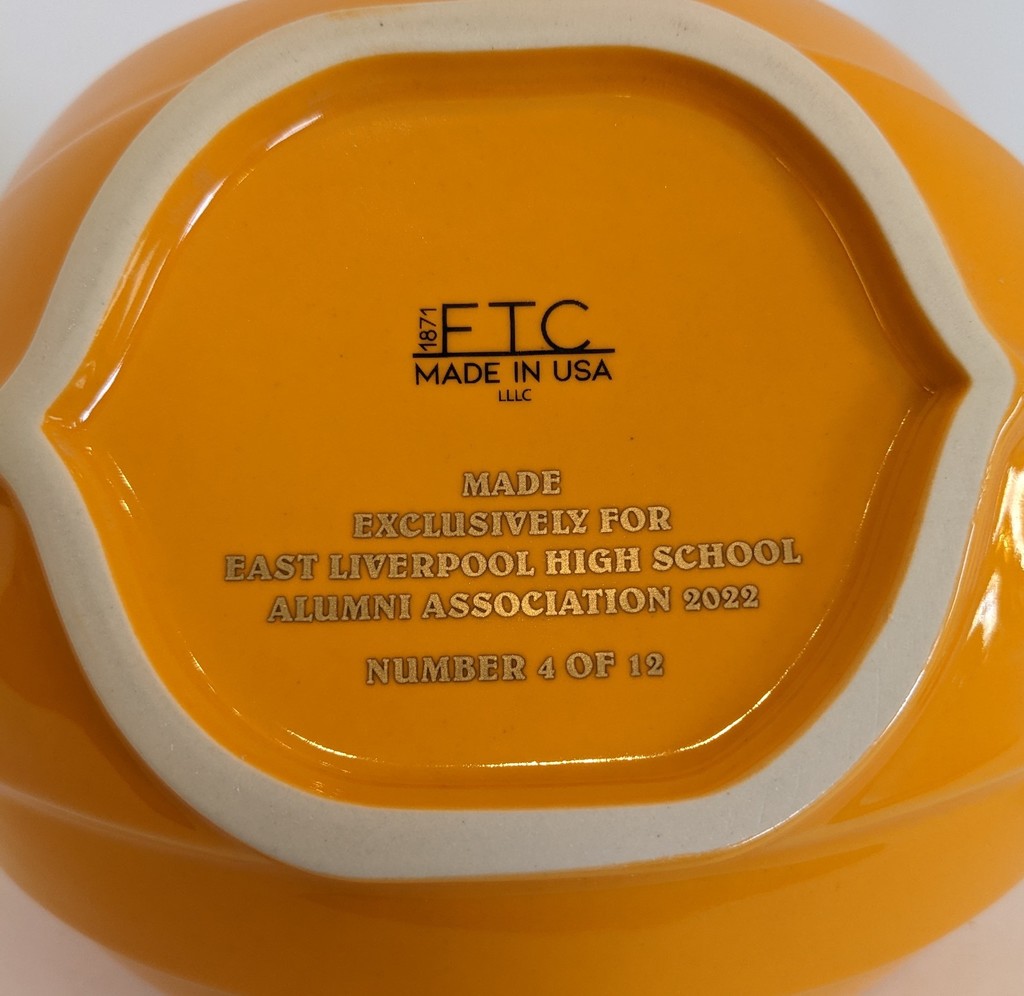 1871 FTC
MADE IN USA
LLLC
MADE
EXCLUSIVELY FOR
EAST LIVERPOOL HIGH SCHOOL
ALUMNI ASSOCIATION 2022
NUMBER 4 OF 12